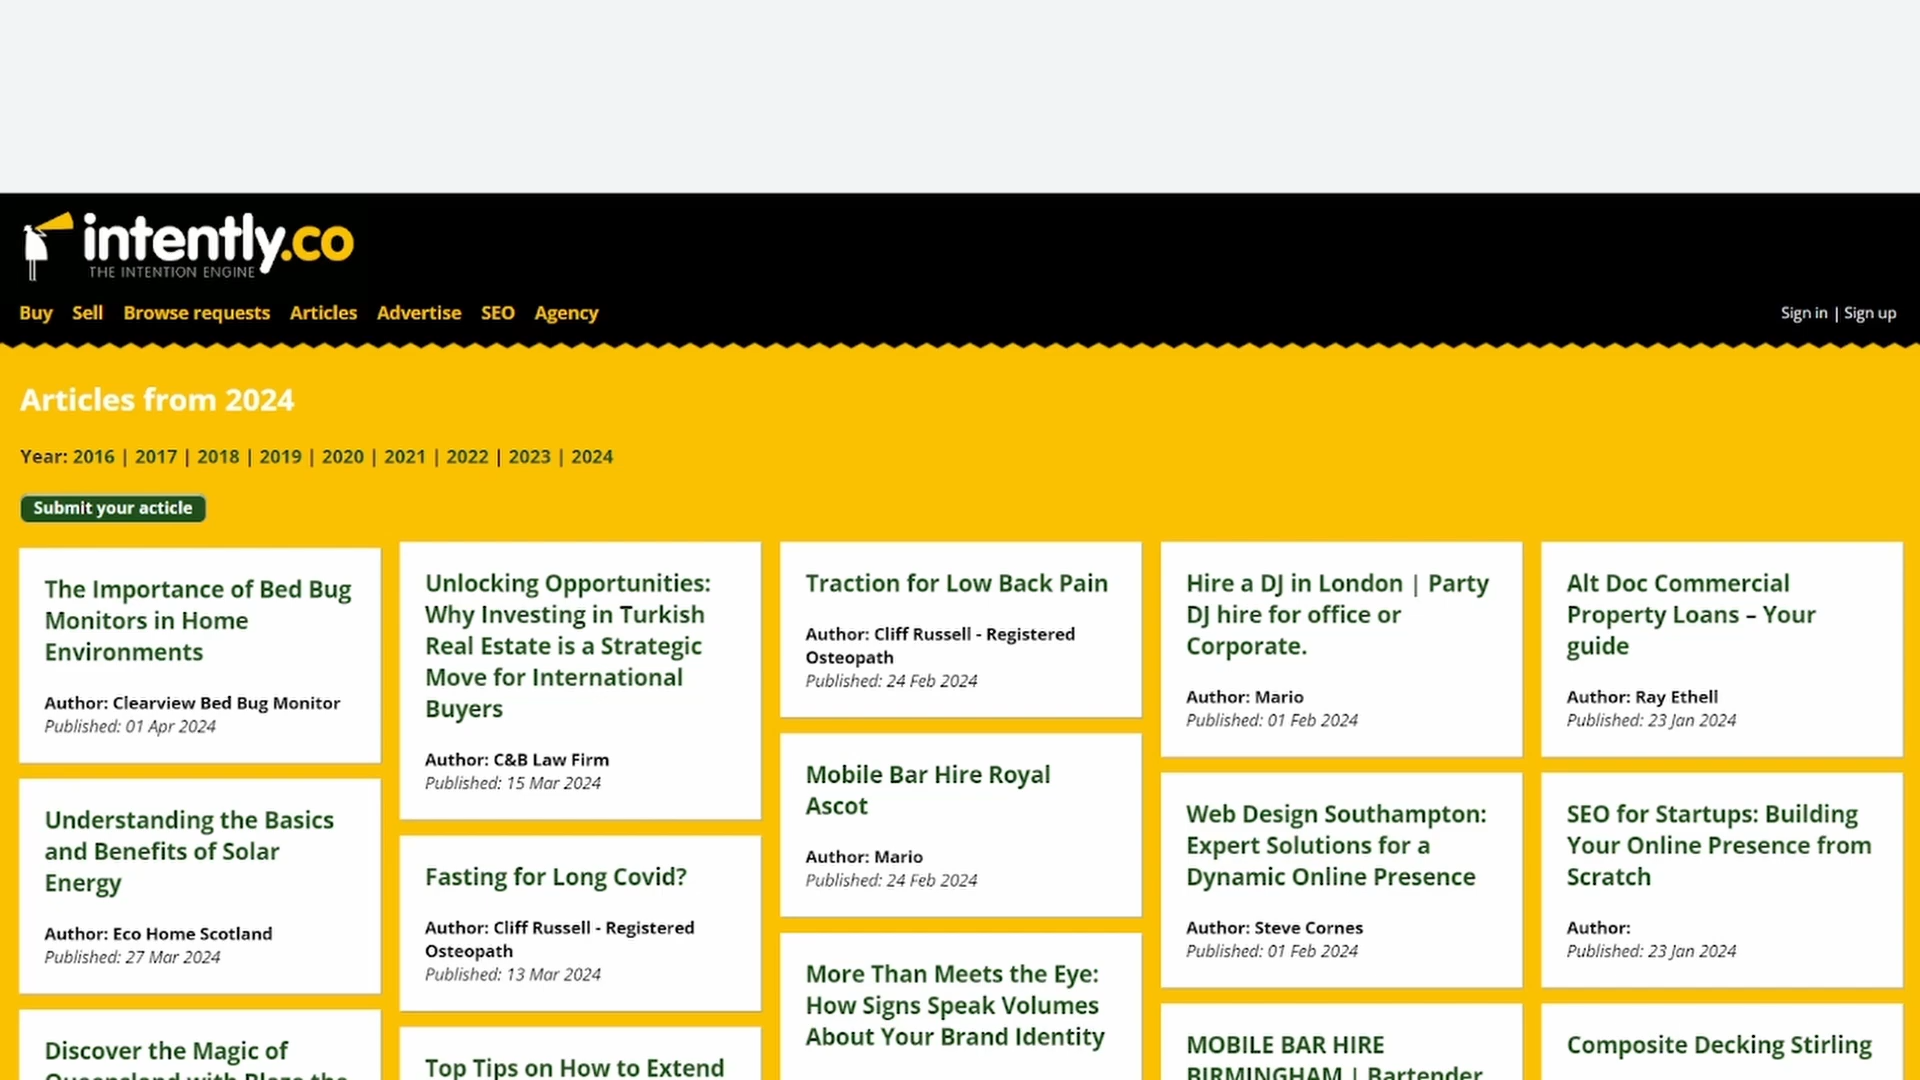 intently.co
THE INTENTION ENGINE
Buy Sell Browse requests Articles Advertise SEO Agency
Sign in | Sign up
Articles from 2024
Year: 2016 | 2017 | 2018 | 2019 | 2020 | 2021 | 2022 | 2023 | 2024
Submit your article
The Importance of Bed Bug
Monitors in Home
Environments
Author: Clearview Bed Bug Monitor
Published: 01 Apr 2024
Understanding the Basics
and Benefits of Solar
Energy
Author: Eco Home Scotland
Published: 27 Mar 2024
Discover the Magic of
Queensland with Plaza the
Unlocking Opportunities:
Why Investing in Turkish
Real Estate is a Strategic
Move for International
Buyers
Author: C&B Law Firm
Published: 15 Mar 2024
Fasting for Long Covid?
Author: Cliff Russell - Registered
Osteopath
Published: 13 Mar 2024
Top Tips on How to Extend
Traction for Low Back Pain
Author: Cliff Russell - Registered
Osteopath
Published: 24 Feb 2024
Mobile Bar Hire Royal
Ascot
Author: Mario
Published: 24 Feb 2024
More Than Meets the Eye:
How Signs Speak Volumes
About Your Brand Identity
Hire a DJ in London | Party
DJ hire for office or
Corporate.
Author: Mario
Published: 01 Feb 2024
Web Design Southampton:
Expert Solutions for a
Dynamic Online Presence
Author: Steve Cornes
Published: 01 Feb 2024
MOBILE BAR HIRE
BIRMINGHAM | Bartender
Alt Doc Commercial
Property Loans – Your
guide
Author: Ray Ethell
Published: 23 Jan 2024
SEO for Startups: Building
Your Online Presence from
Scratch
Author:
Published: 23 Jan 2024
Composite Decking Stirling